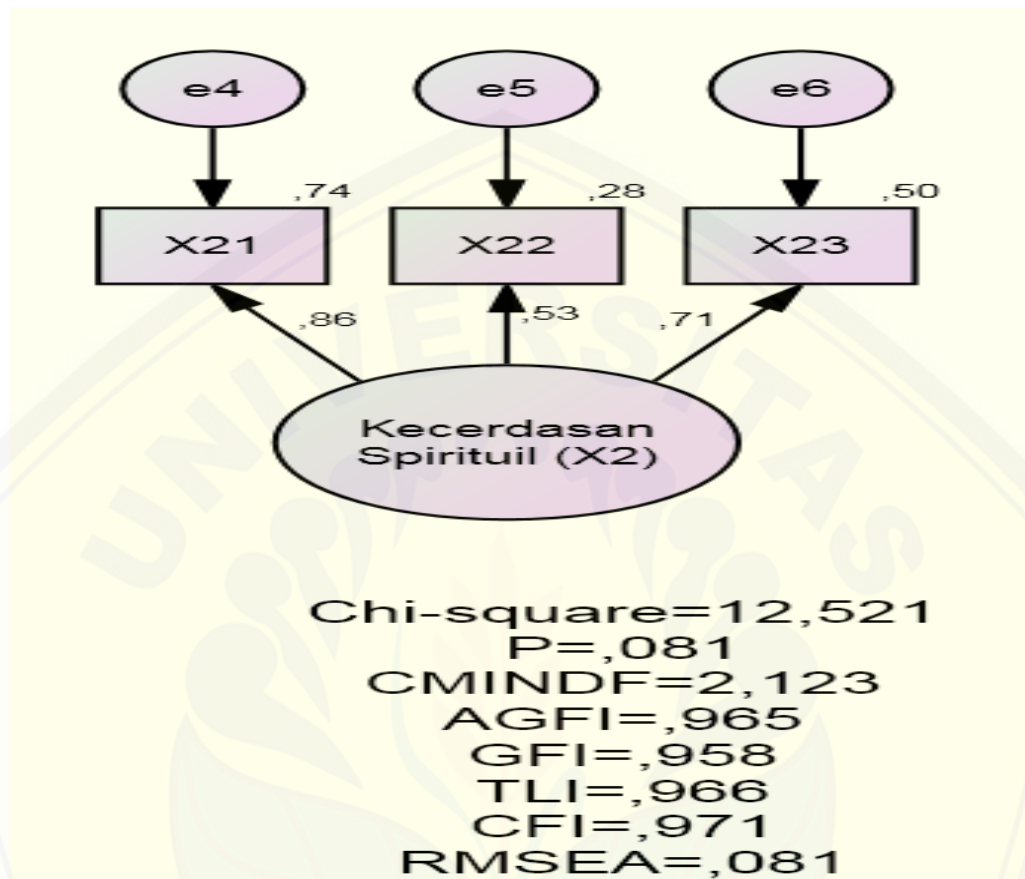 e4 e5 e6
,74 ,28 ,50
X21 X22 X23
,86 ,53 ,71
UNIVERSITAS
Kecerdasan
Spirituil (X2)
Chi-square=12,521
P=,081
CMINDF=2,123
AGFI=,965
GFI=,958
TLI=,966
CFI=,971
RMSEA=,081